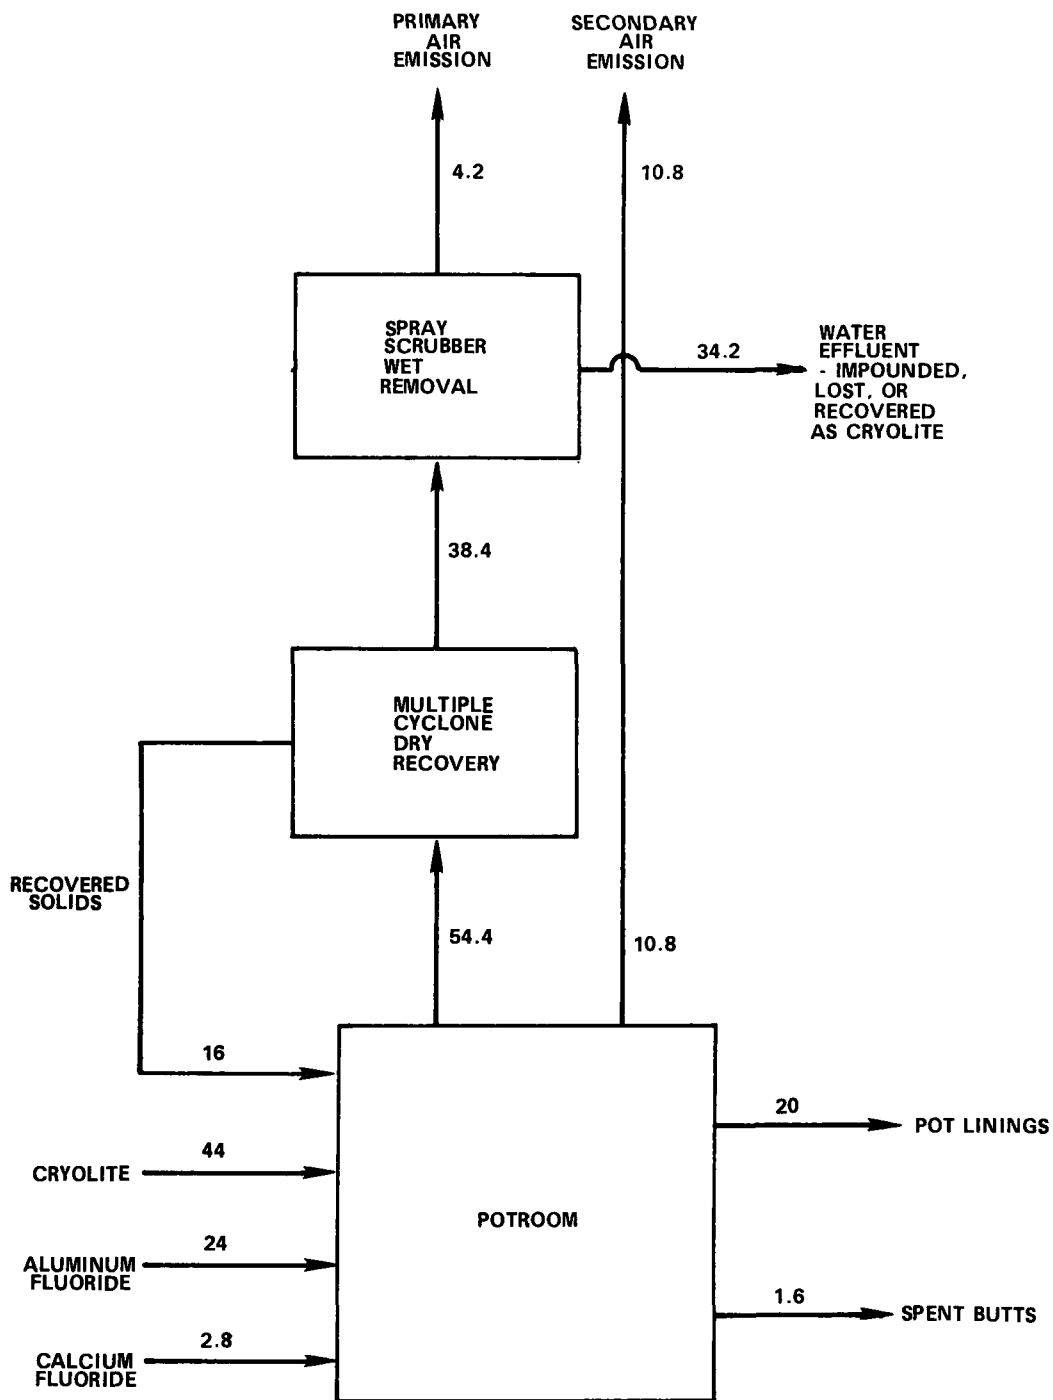 PRIMARY
AIR
EMISSION
SECONDARY
AIR
EMISSION
4.2
10.8
SPRAY
SCRUBBER
WET
REMOVAL
34.2
WATER
EFFLUENT
- IMPOUNDED,
LOST, OR
RECOVERED
AS CRYOLITE
38.4
MULTIPLE
CYCLONE
DRY
RECOVERY
RECOVERED
SOLIDS
54.4
10.8
16
20
POT LININGS
44
CRYOLITE
POTROOM
24
ALUMINUM
FLUORIDE
1.6
SPENT BUTTS
2.8
CALCIUM
FLUORIDE